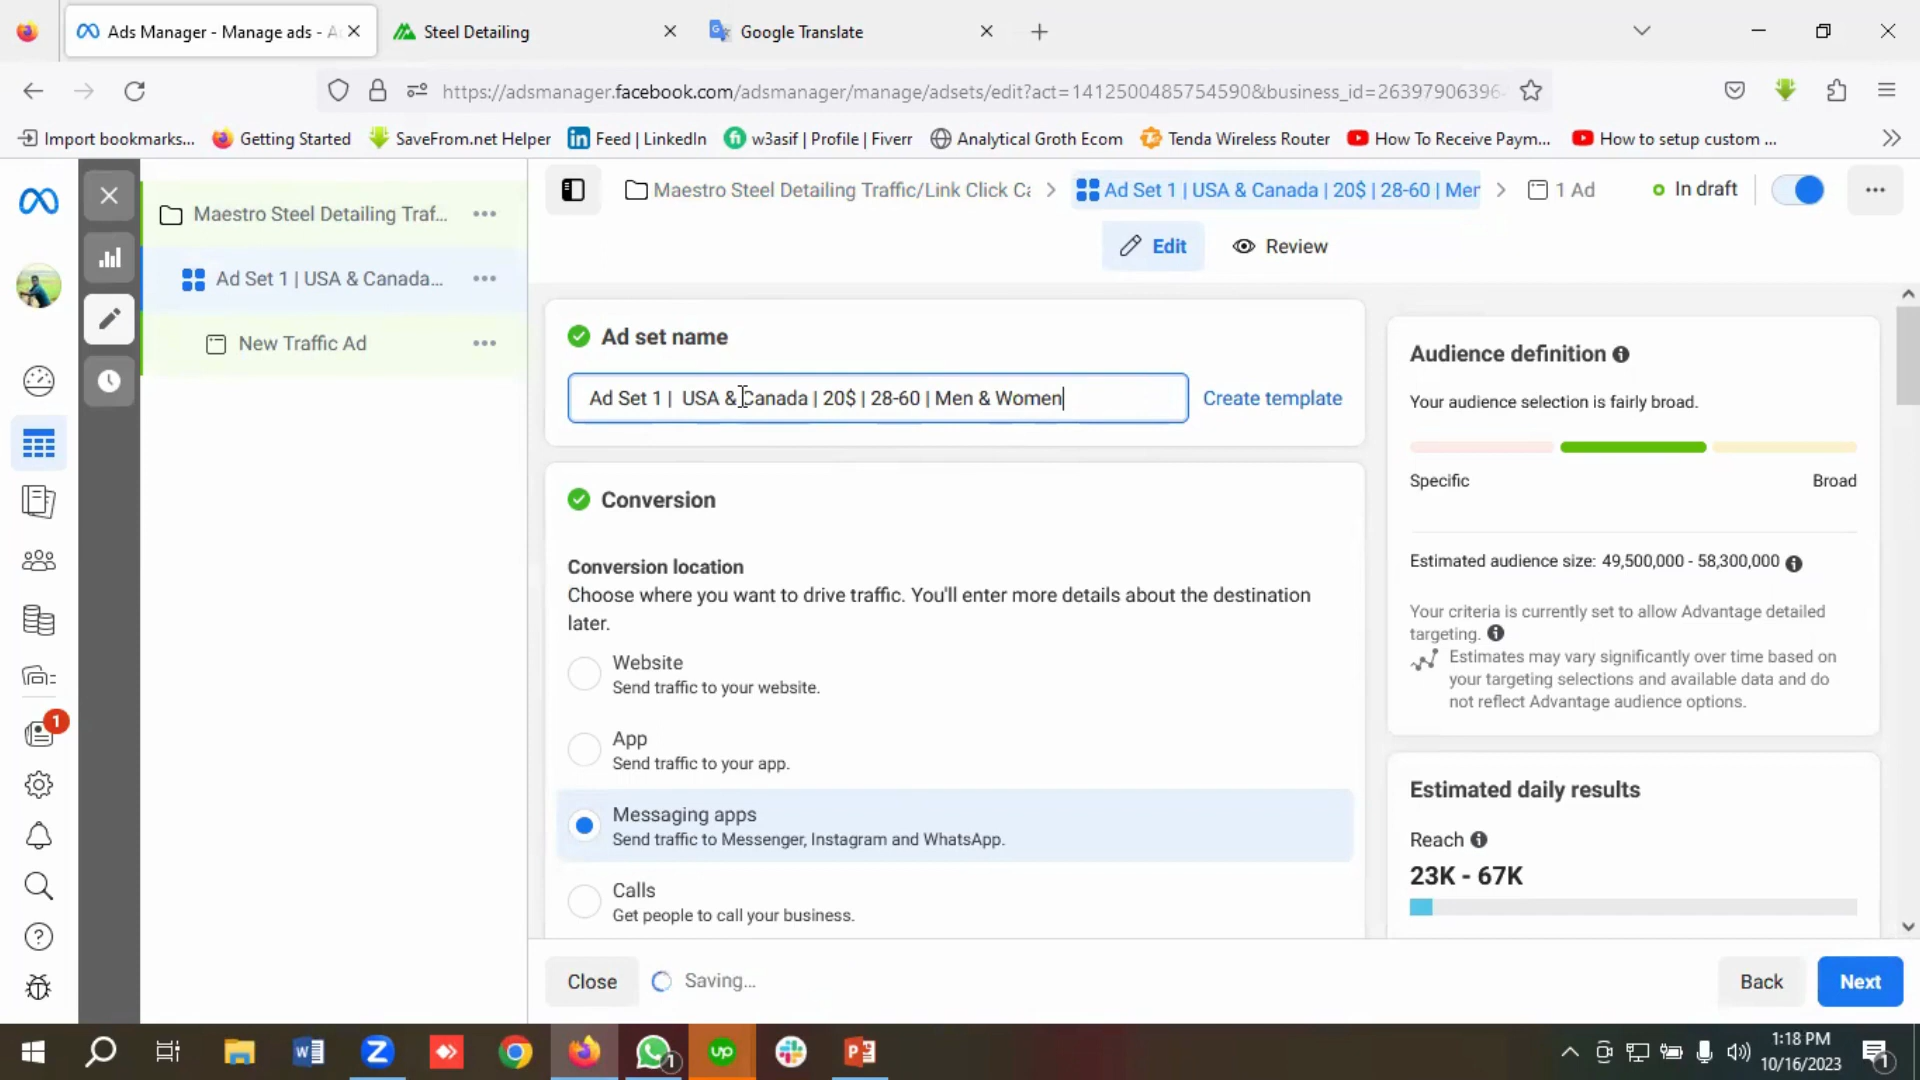 Ads Manager - Manage ads - A
Steel Detailing
Google Translate
https://adsmanager.facebook.com/adsmanager/manage/adsets/edit?act=1412500485754590&business_id=26397906396
Import bookmarks...
Getting Started
SaveFrom.net Helper
Feed | LinkedIn
w3asif | Profile | Fiverr
Analytical Groth Ecom
Tenda Wireless Router
How To Receive Paym...
How to setup custom ...
Maestro Steel Detailing Traf...
Ad Set 1 | USA & Canada...
New Traffic Ad
Maestro Steel Detailing Traffic/Link Click Ca
Ad Set 1 | USA & Canada | 20$ | 28-60 | Men
1 Ad
In draft
Edit
Review
Ad set name
Ad Set 1 |  USA & Canada | 20$ | 28-60 | Men & Women
Create template
Conversion
Conversion location
Choose where you want to drive traffic. You'll enter more details about the destination
later.
Website
Send traffic to your website.
App
Send traffic to your app.
Messaging apps
Send traffic to Messenger, Instagram and WhatsApp.
Calls
Get people to call your business.
Audience definition
Your audience selection is fairly broad.
Specific
Broad
Estimated audience size: 49,500,000 - 58,300,000
Your criteria is currently set to allow Advantage detailed
targeting.
Estimates may vary significantly over time based on
your targeting selections and available data and do
not reflect Advantage audience options.
Estimated daily results
Reach
23K - 67K
Close
Saving...
Back
Next
1
1
up
1:18 PM
10/16/2023
1